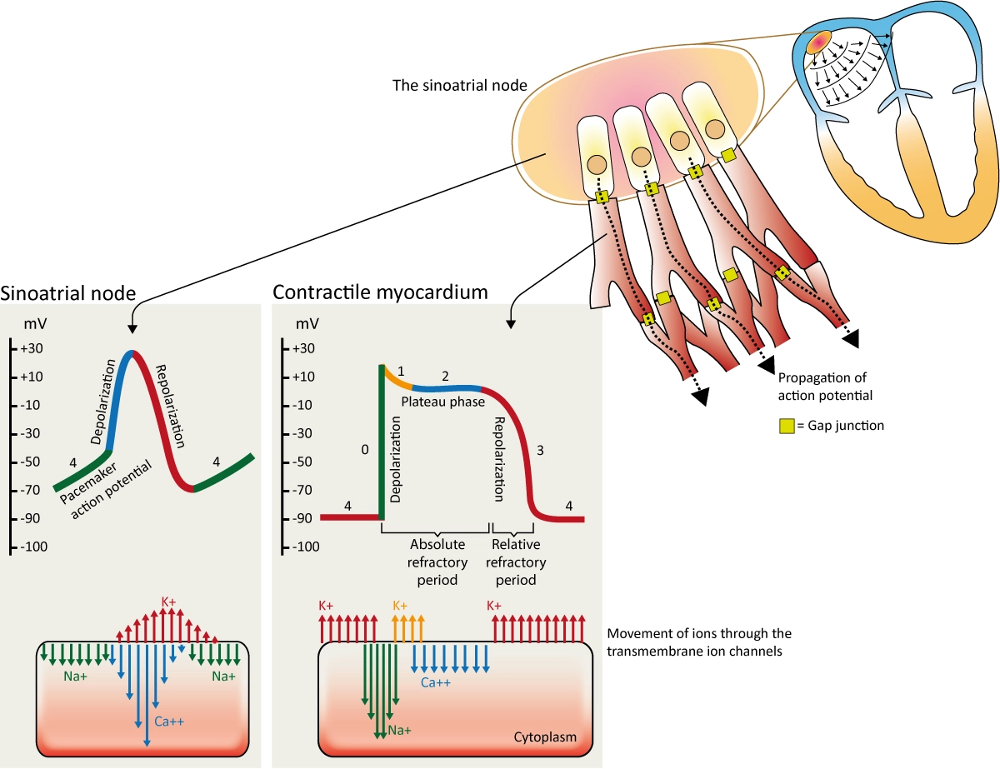 The sinoatrial node
Sinoatrial node
mV
+30
+10
-10
-30
-50
-70
-90
-100
Depolarization
Repolarization
4
Pacemaker
action potential
4
K+
Na+
Na+
Ca++
Contractile myocardium
mV
+30
+10
-10
-30
-50
-70
-90
-100
1
2
Plateau phase
0
Depolarization
Repolarization
3
4
4
Absolute
refractory
period
Relative
refractory
period
K+
K+
K+
Ca++
Na+
Cytoplasm
Propagation of
action potential
= Gap junction
Movement of ions through the
transmembrane ion channels